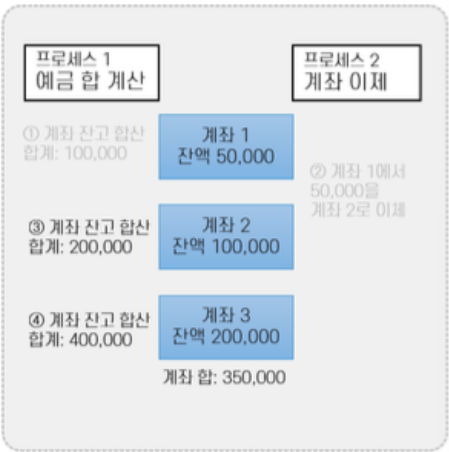 프로세스 1
예금 합 계산
프로세스 2
계좌 이제
① 계좌 잔고 합산
합계: 100,000
계좌 1
잔액 50,000
② 계좌 1에서
50,000을
계좌 2로 이체
③ 계좌 잔고 합산
합계: 200,000
계좌 2
잔액 100,000
④ 계좌 잔고 합산
합계: 400,000
계좌 3
잔액 200,000
계좌 합: 350,000